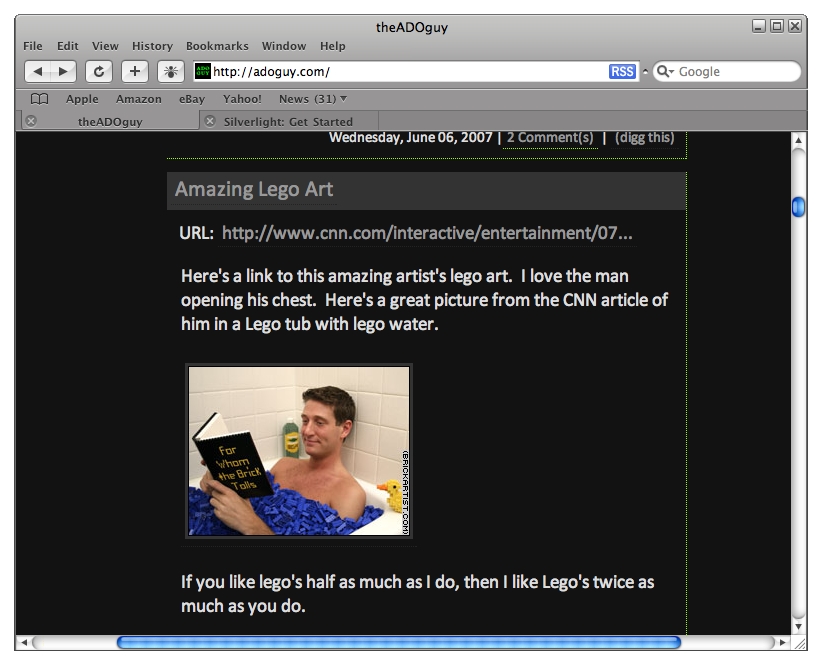 theADOguy
File Edit View History Bookmarks Window Help
ADO GUY http://adoguy.com/ RSS Google
Apple Amazon eBay Yahoo! News (31)
theADOguy Silverlight: Get Started
Wednesday, June 06, 2007 | 2 Comment(s) | (digg this)
Amazing Lego Art
URL: http://www.cnn.com/interactive/entertainment/07...
Here's a link to this amazing artist's lego art. I love the man
opening his chest. Here's a great picture from the CNN article of
him in a Lego tub with lego water.
For
Whom
the Brick
Tolls
(BRICKARTIST.COM)
If you like lego's half as much as I do, then I like Lego's twice as
much as you do.